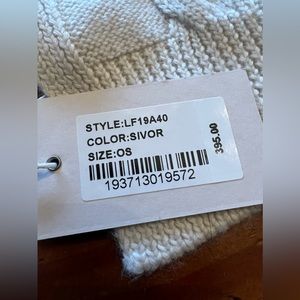 STYLE:LF19A40
COLOR:SIVOR
SIZE:OS
395.00
193713019572